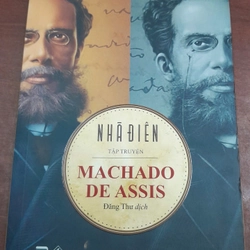 NHÀ ĐIÊN
TẬP TRUYỆN
MACHADO
DE ASSIS
Đăng Thư dịch